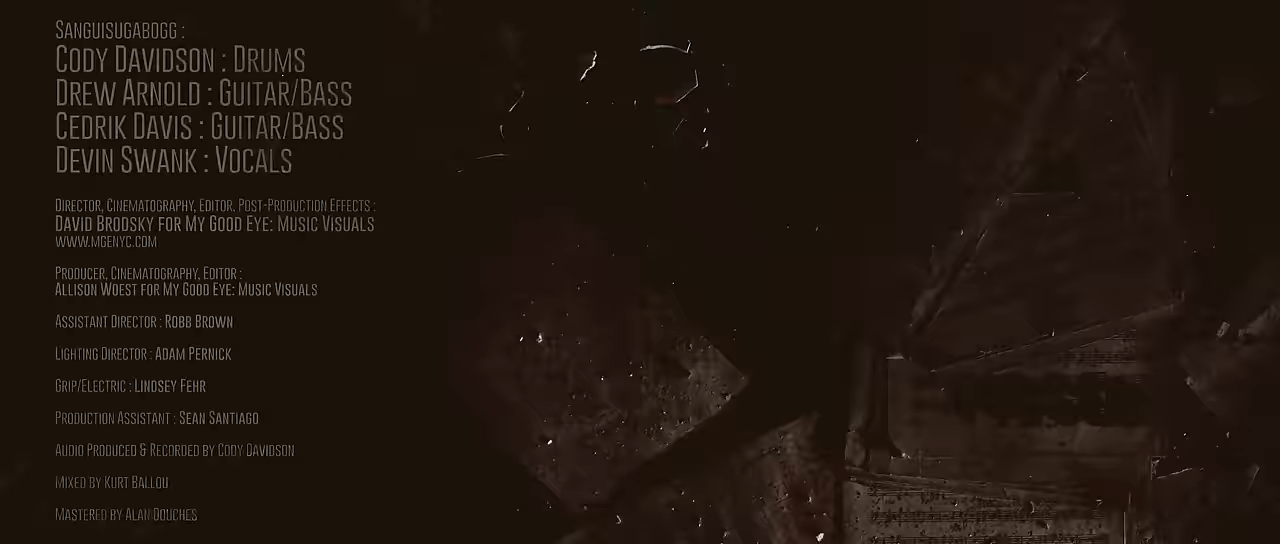 Sanguisugabogg :
Cody Davidson : Drums
Drew Arnold : Guitar/Bass
Cedrik Davis : Guitar/Bass
Devin Swank : Vocals
Director, Cinematography, Editor, Post-Production Effects :
David Brodsky for My Good Eye: Music Visuals
www.mgenyc.com
Producer, Cinematography, Editor :
Allison Woest for My Good Eye: Music Visuals
Assistant Director : Robb Brown
Lighting Director : Adam Pernick
Grip/Electric : Lindsey Fehr
Production Assistant : Sean Santiago
Audio Produced & Recorded by Cody Davidson
Mixed by Kurt Ballou
Mastered by Alan Douches